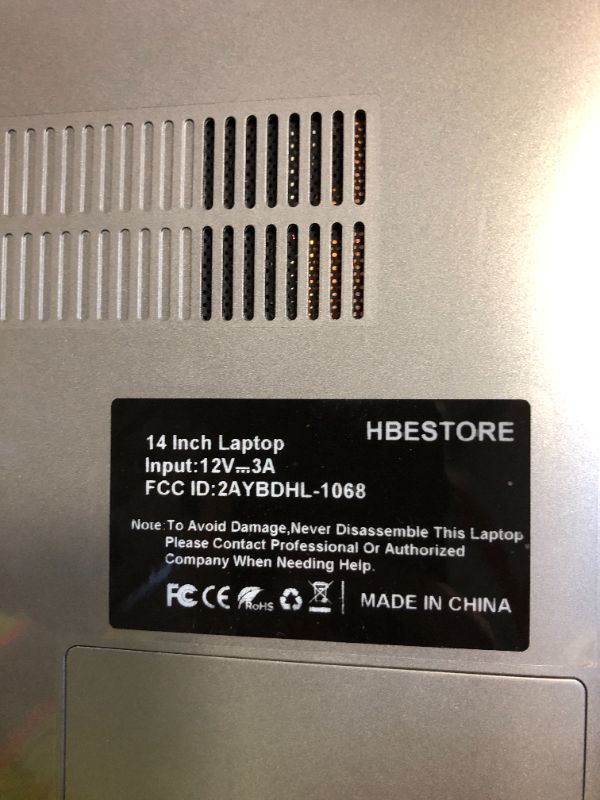 HBESTORE
14 Inch Laptop
Input:12V⎓3A
FCC ID:2AYBDHL-1068
Note:To Avoid Damage,Never Disassemble This Laptop
Please Contact Professional Or Authorized
Company When Needing Help.
FC CE RoHS MADE IN CHINA